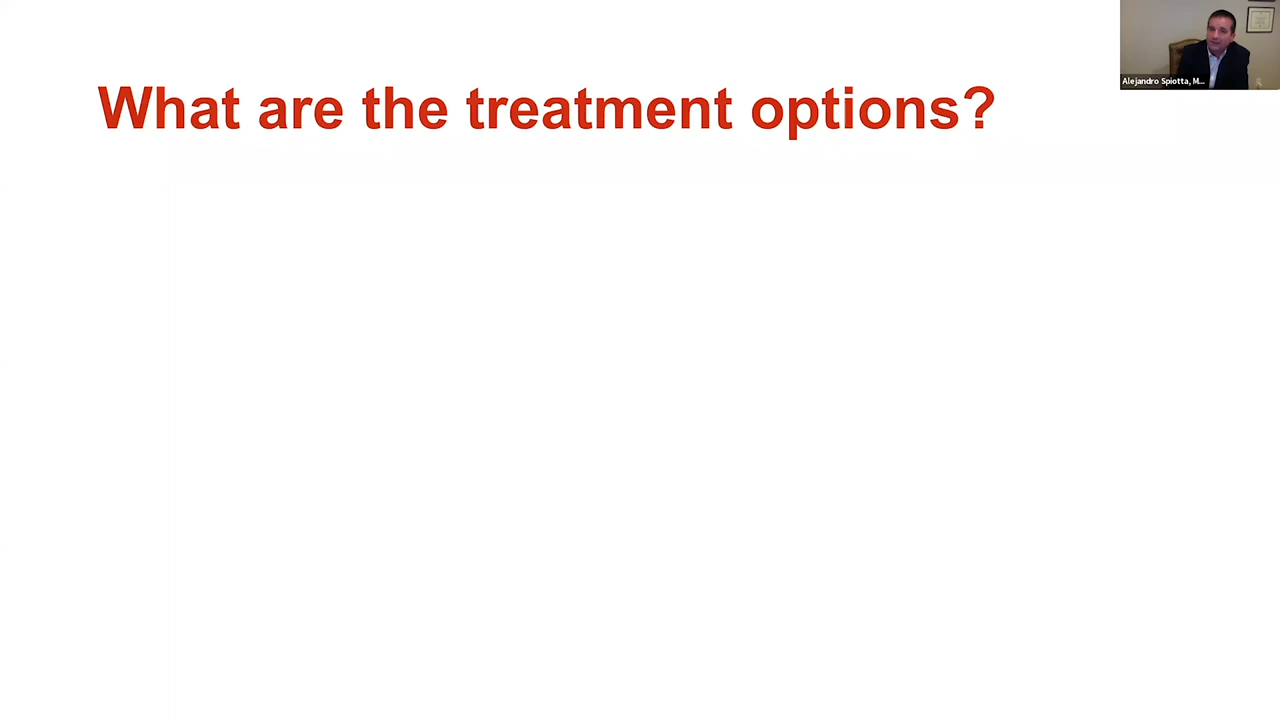 What are the treatment options?
Alejandro Spiotta, M...